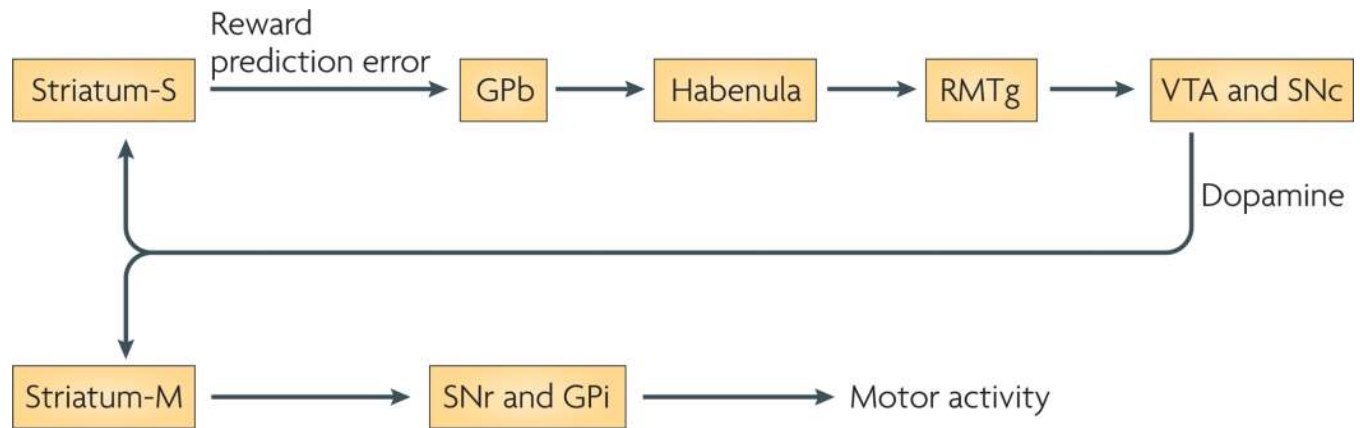 Reward
prediction error
Striatum-S
GPb
Habenula
RMTg
VTA and SNc
Dopamine
Striatum-M
SNr and GPi
Motor activity